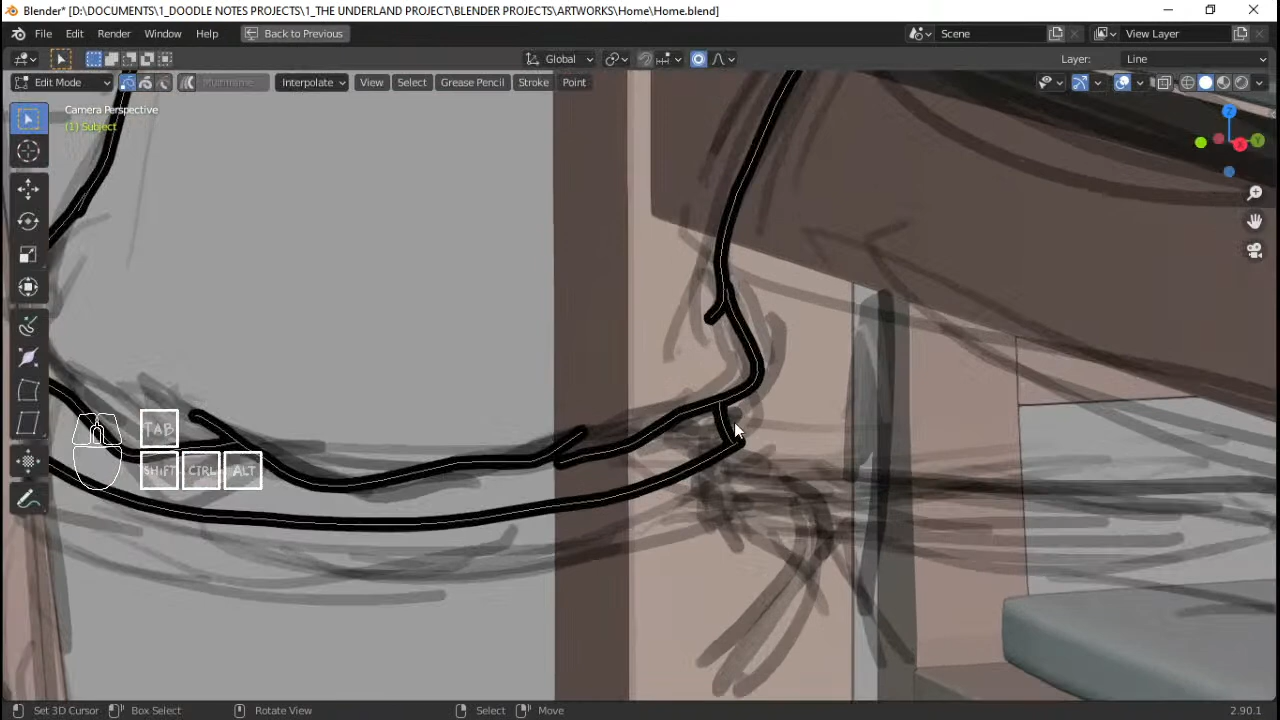 Blender* [D:\DOCUMENTS\1_DOODLE NOTES PROJECTS\1_THE UNDERLAND PROJECT\BLENDER PROJECTS\ARTWORKS\Home\Home.blend]
File Edit Render Window Help Back to Previous Scene View Layer
Global Layer: Line
Edit Mode Multiframe Interpolate View Select Grease Pencil Stroke Point
Camera Perspective
(1) Subject
Z
Y
X
TAB
SHiFT CTRL ALT
Set 3D Cursor Box Select Rotate View Select Move 2.90.1